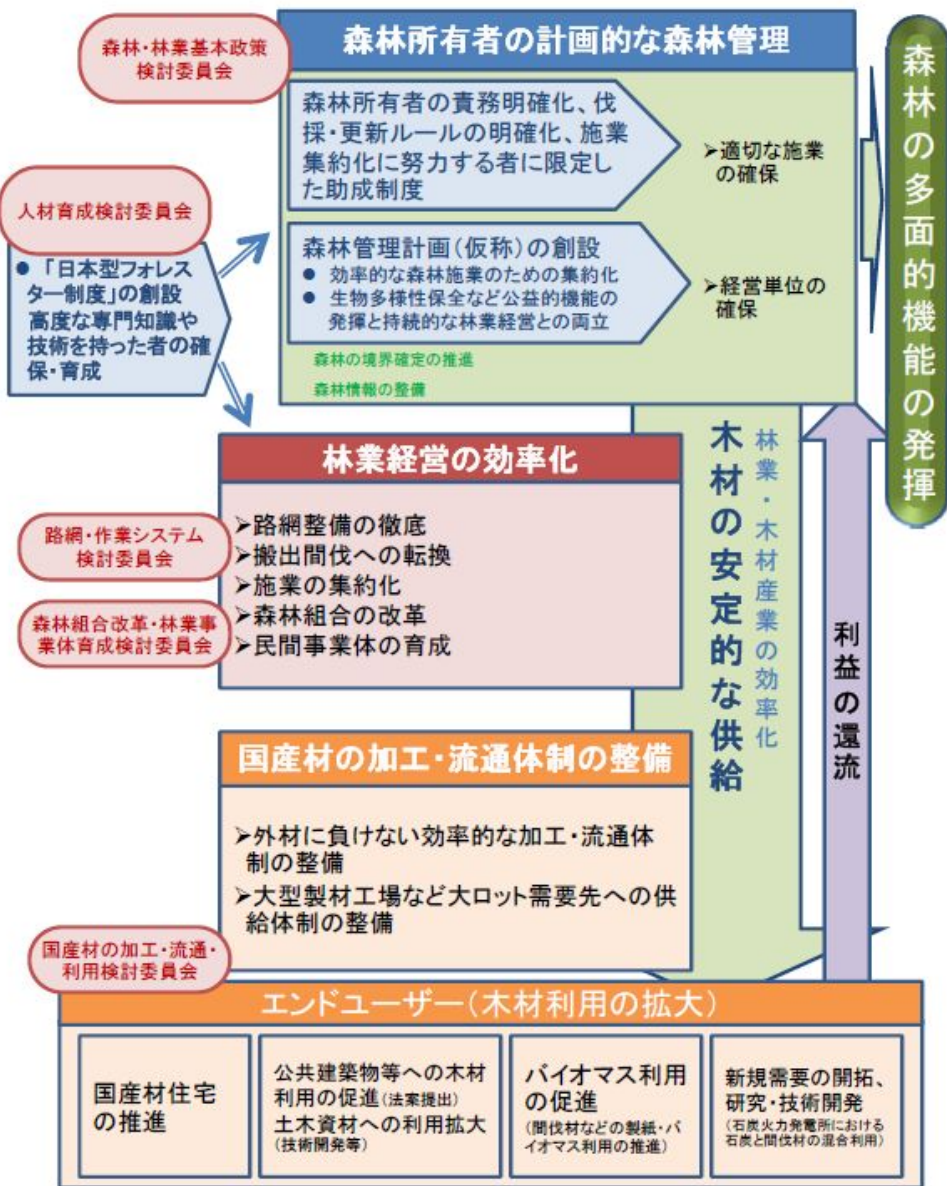 森林・林業基本政策
検討委員会
森林所有者の計画的な森林管理
森林所有者の責務明確化、伐
採・更新ルールの明確化、施業
集約化に努力する者に限定し
た助成制度
➢適切な施業
の確保
人材育成検討委員会
● 「日本型フォレス
ター制度」の創設
高度な専門知識や
技術を持った者の確
保・育成
森林管理計画(仮称)の創設
● 効率的な森林施業のための集約化
● 生物多様性保全など公益的機能の
発揮と持続的な林業経営との両立
➢経営単位の
確保
森林の境界確定の推進
森林情報の整備
森林の多面的機能の発揮
林業経営の効率化
路網・作業システム
検討委員会
森林組合改革・林業事
業体育成検討委員会
➢路網整備の徹底
➢搬出間伐への転換
➢施業の集約化
➢森林組合の改革
➢民間事業体の育成
木材の安定的な供給
林業・木材産業の効率化
利益の還流
国産材の加工・流通体制の整備
➢外材に負けない効率的な加工・流通体
制の整備
➢大型製材工場など大ロット需要先への供
給体制の整備
国産材の加工・流通・
利用検討委員会
エンドユーザー(木材利用の拡大)
国産材住宅
の推進
公共建築物等への木材
利用の促進(法案提出)
土木資材への利用拡大
(技術開発等)
バイオマス利用
の促進
(間伐材などの製紙・バ
イオマス利用の推進)
新規需要の開拓、
研究・技術開発
(石炭火力発電所における
石炭と間伐材の混合利用)